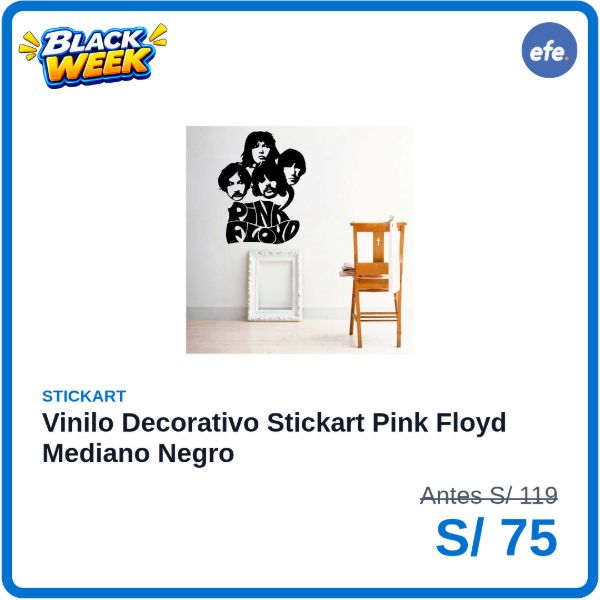 BLACK
WEEK
efe.
PINK
FLOYD
STICKART
Vinilo Decorativo Stickart Pink Floyd
Mediano Negro
Antes S/ 119
S/ 75